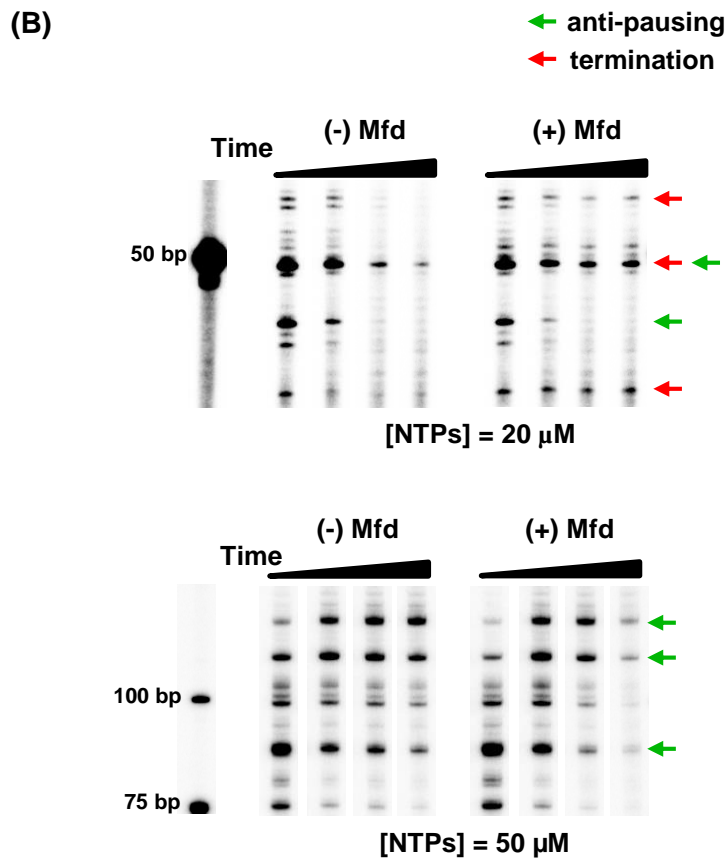 (B)
anti-pausing
termination
(-) Mfd
(+) Mfd
Time
50 bp
[NTPs] = 20 μM
(-) Mfd
(+) Mfd
Time
100 bp
75 bp
[NTPs] = 50 µM